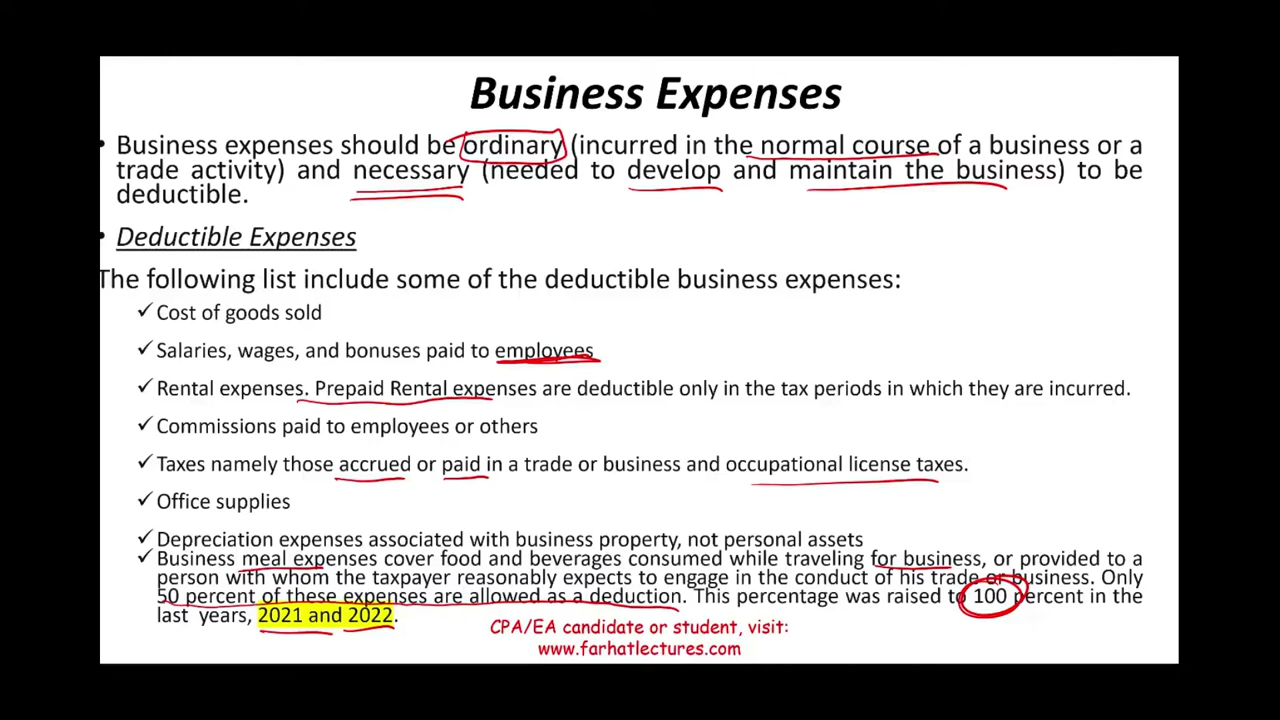 Business Expenses
• Business expenses should be ordinary (incurred in the normal course of a business or a
trade activity) and necessary (needed to develop and maintain the business) to be
deductible.
• Deductible Expenses
The following list include some of the deductible business expenses:
✓ Cost of goods sold
✓ Salaries, wages, and bonuses paid to employees
✓ Rental expenses. Prepaid Rental expenses are deductible only in the tax periods in which they are incurred.
✓ Commissions paid to employees or others
✓ Taxes namely those accrued or paid in a trade or business and occupational license taxes.
✓ Office supplies
✓ Depreciation expenses associated with business property, not personal assets
✓ Business meal expenses cover food and beverages consumed while traveling for business, or provided to a
person with whom the taxpayer reasonably expects to engage in the conduct of his trade or business. Only
50 percent of these expenses are allowed as a deduction. This percentage was raised to 100 percent in the
last years, 2021 and 2022.
CPA/EA candidate or student, visit:
www.farhatlectures.com